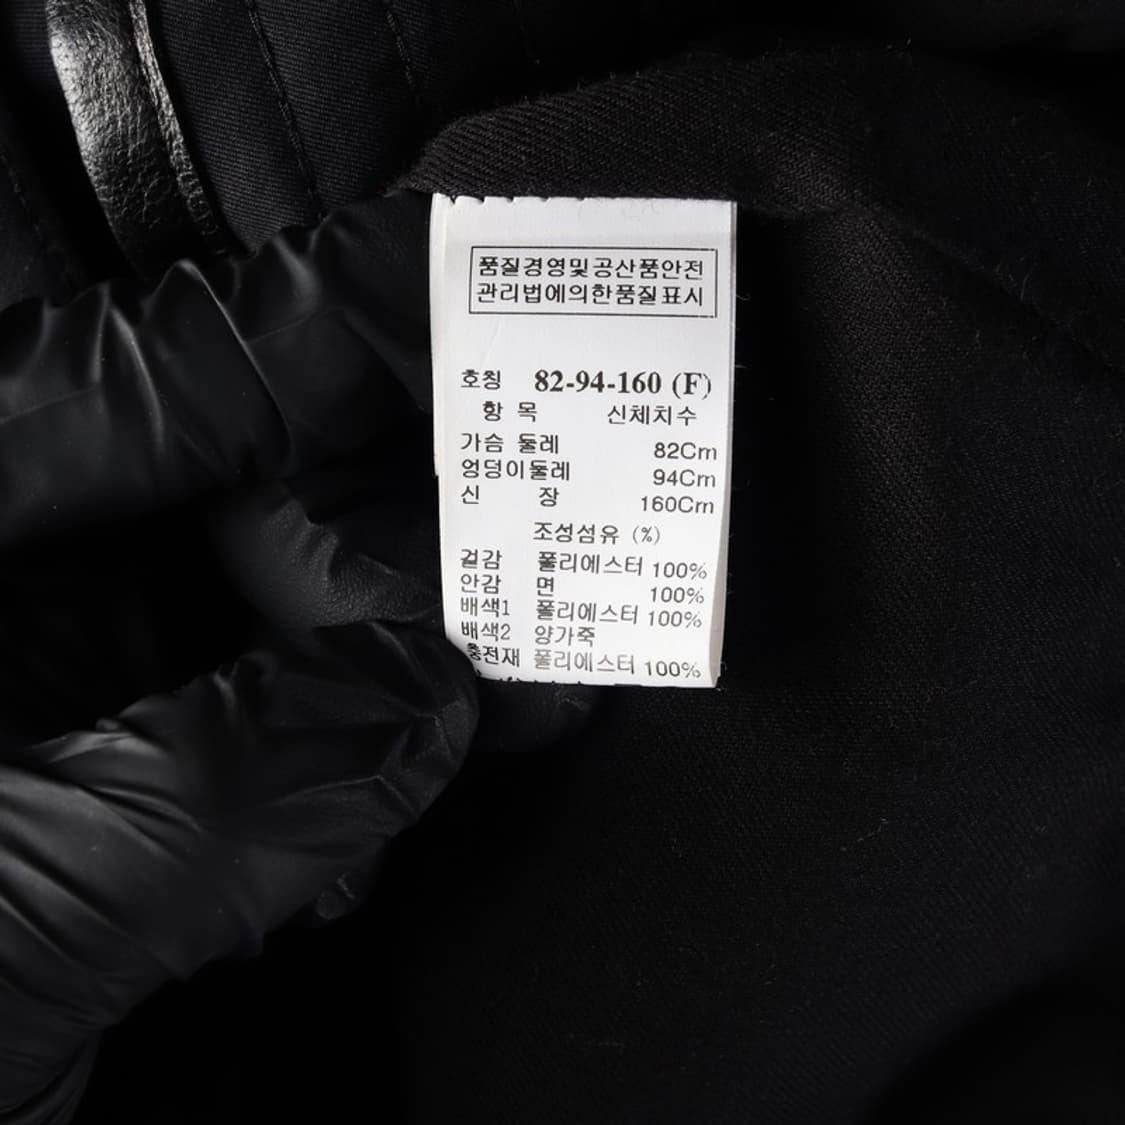 품질경영및공산품안전
관리법에의한품질표시
호칭 82-94-160 (F)
항 목 신체치수
가슴 둘레 82Cm
엉덩이둘레 94Cm
신 장 160Cm
조성섬유 (%)
겉감 폴리에스터 100%
안감 면 100%
배색1 폴리에스터 100%
배색2 양가죽
충전재 폴리에스터 100%